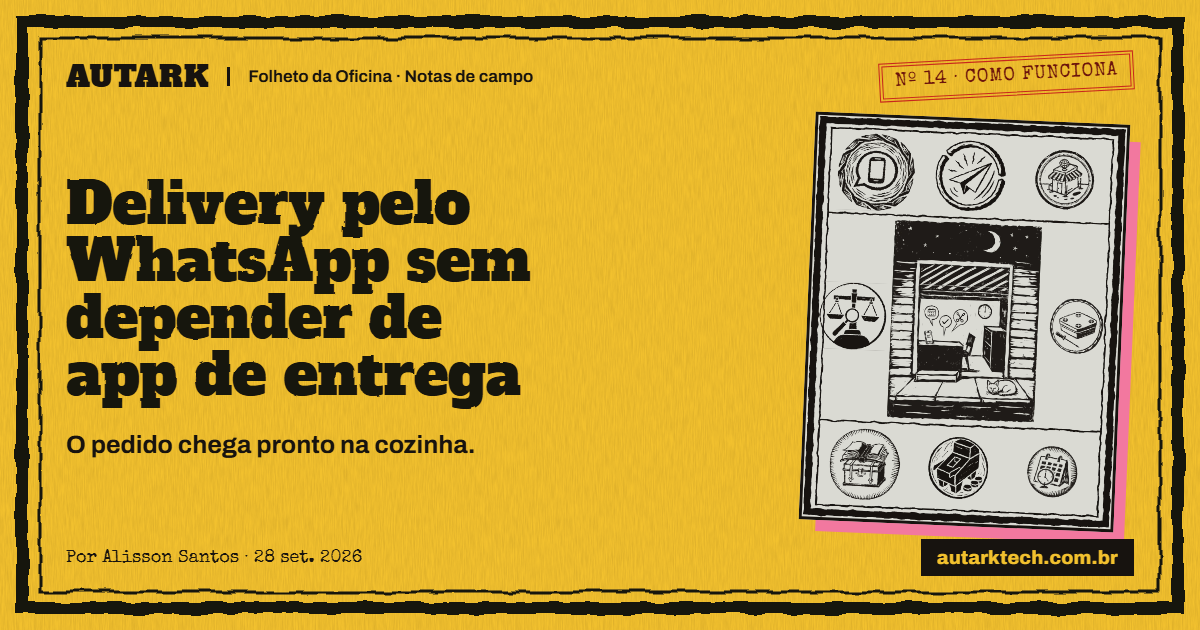 AUTARK
Folheto da Oficina · Notas de campo
Nº 14 · COMO FUNCIONA
Delivery pelo
WhatsApp sem
depender de
app de entrega
O pedido chega pronto na cozinha.
Por Alisson Santos · 28 set. 2026
autarktech.com.br